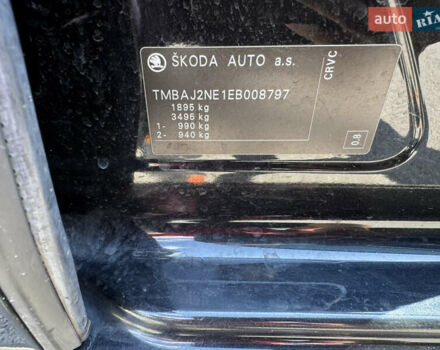 AUTO RIA
ŠKODA AUTO a.s.
CRVC
TMBAJ2NE1EB008797
1895 kg
3495 kg
1- 990 kg
2- 940 kg
0.8